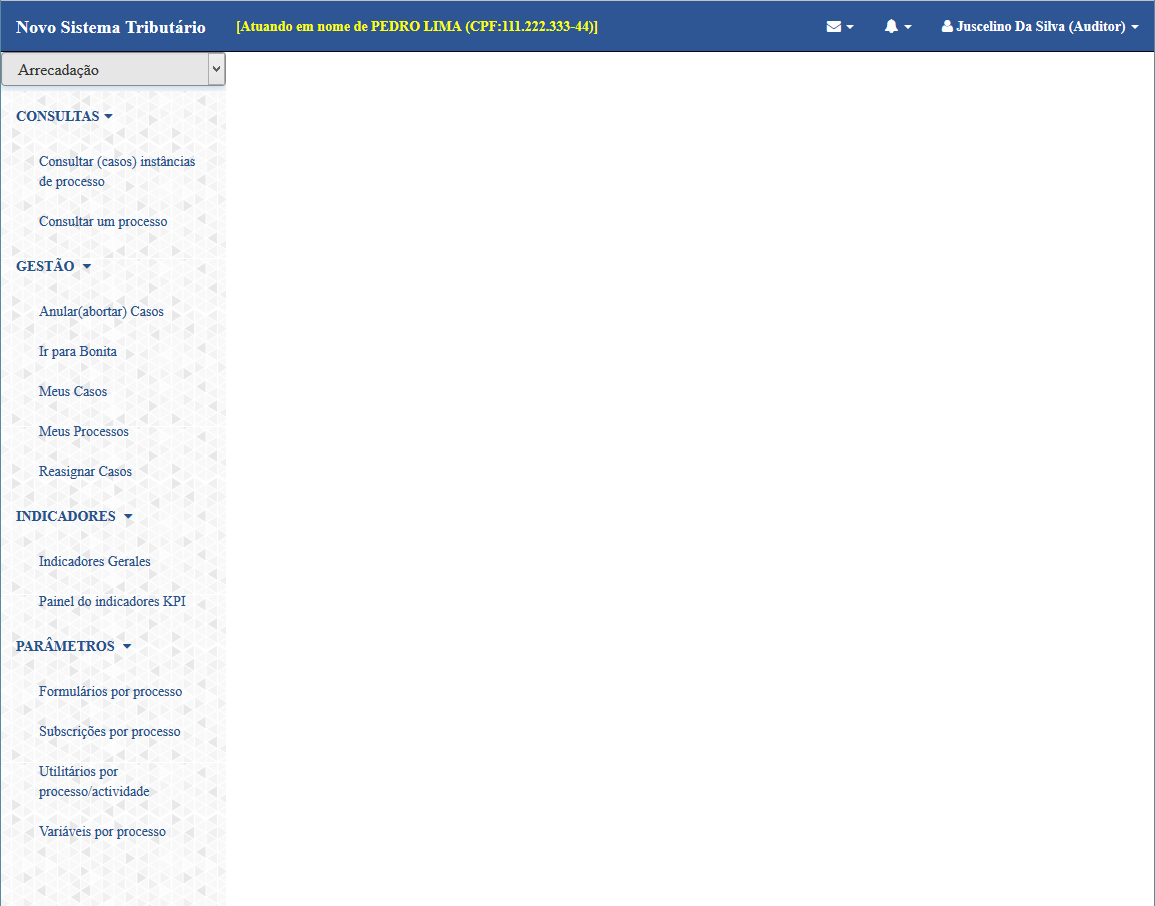 Novo Sistema Tributário [Atuando em nome de PEDRO LIMA (CPF:111.222.333-44)] Juscelino Da Silva (Auditor)
Arrecadação
CONSULTAS
Consultar (casos) instâncias
de processo
Consultar um processo
GESTÃO
Anular(abortar) Casos
Ir para Bonita
Meus Casos
Meus Processos
Reasignar Casos
INDICADORES
Indicadores Gerales
Painel do indicadores KPI
PARÂMETROS
Formulários por processo
Subscrições por processo
Utilitários por
processo/actividade
Variáveis por processo